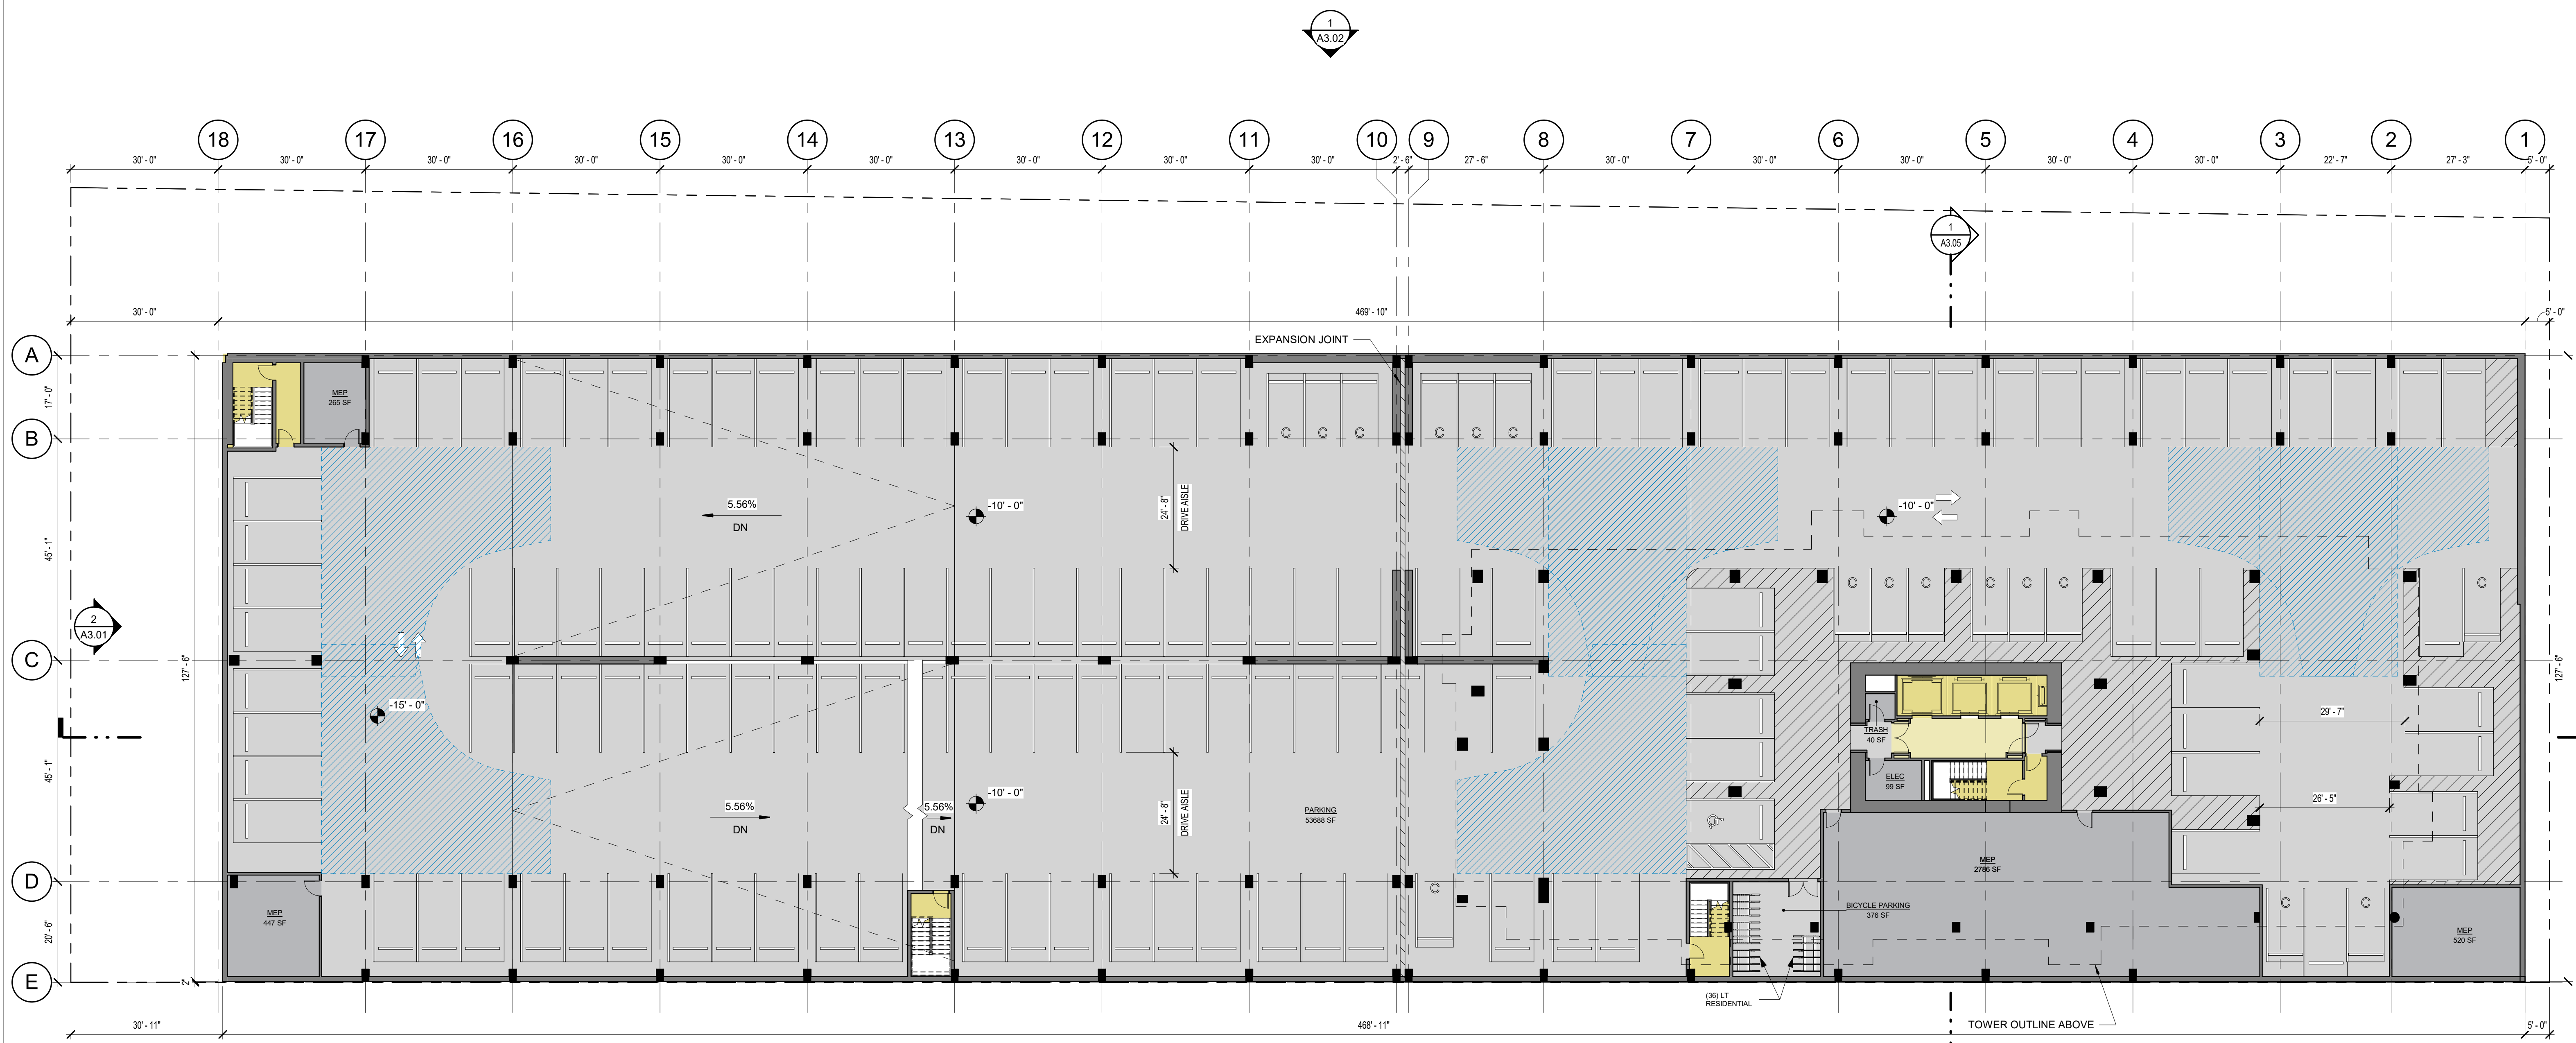 1
A3.02
18
17
16
15
14
13
12
11
10
9
8
7
6
5
4
3
2
1
30' - 0"
30' - 0"
30' - 0"
30' - 0"
30' - 0"
30' - 0"
30' - 0"
30' - 0"
30' - 0"
2' - 6"
27' - 6"
30' - 0"
30' - 0"
30' - 0"
30' - 0"
30' - 0"
22' - 7"
27' - 3"
5' - 0"
1
A3.05
30' - 0"
469' - 10"
5' - 0"
EXPANSION JOINT
A
B
C
D
E
17' - 0"
45' - 1"
45' - 1"
20' - 6"
2"
127' - 6"
127' - 6"
MEP
265 SF
C
C
C
C
C
C
5.56%
DN
-10' - 0"
24' - 8"
DRIVE AISLE
-10' - 0"
2
A3.01
C
C
C
C
C
C
C
-15' - 0"
29' - 7"
TRASH
40 SF
ELEC
99 SF
26' - 5"
5.56%
DN
5.56%
DN
-10' - 0"
PARKING
53688 SF
24' - 8"
DRIVE AISLE
MEP
2786 SF
C
C
C
MEP
447 SF
BICYCLE PARKING
376 SF
MEP
520 SF
(36) LT
RESIDENTIAL
TOWER OUTLINE ABOVE
30' - 11"
468' - 11"
5' - 0"